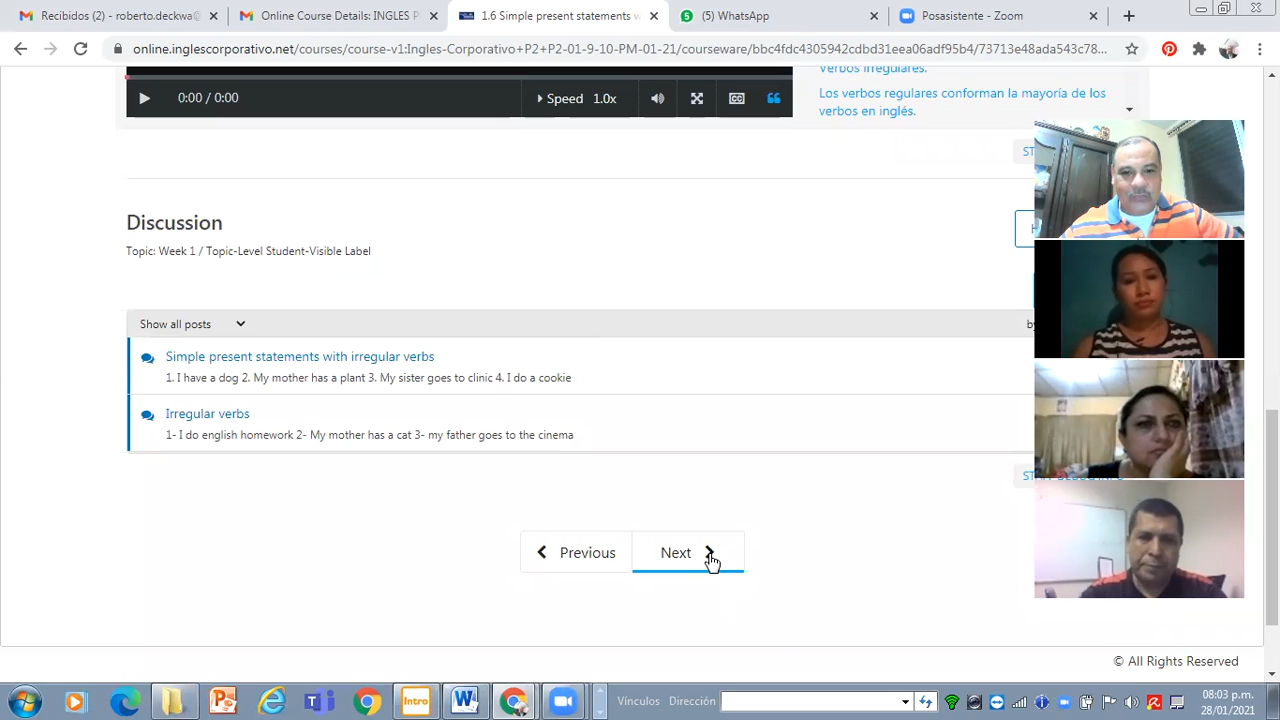 Recibidos (2) - roberto.deckwa@
Online Course Details: INGLES P
1.6 Simple present statements w
(5) WhatsApp
Posasistente - Zoom
online.inglescorporativo.net/courses/course-v1:Ingles-Corporativo+P2+P2-01-9-10-PM-01-21/courseware/bbc4fdc4305942cdbd31eea06adf95b4/73713e48ada543c78...
0:00 / 0:00
Speed 1.0x
verbos irregulares.
Los verbos regulares conforman la mayoría de los
verbos en inglés.
ST
Discussion
H
Topic: Week 1 / Topic-Level Student-Visible Label
Show all posts
by
Simple present statements with irregular verbs
1. I have a dog 2. My mother has a plant 3. My sister goes to clinic 4. I do a cookie
Irregular verbs
1- I do english homework 2- My mother has a cat 3- my father goes to the cinema
Previous
Next
© All Rights Reserved
Intro
Vínculos
Dirección
08:03 p.m.
28/01/2021